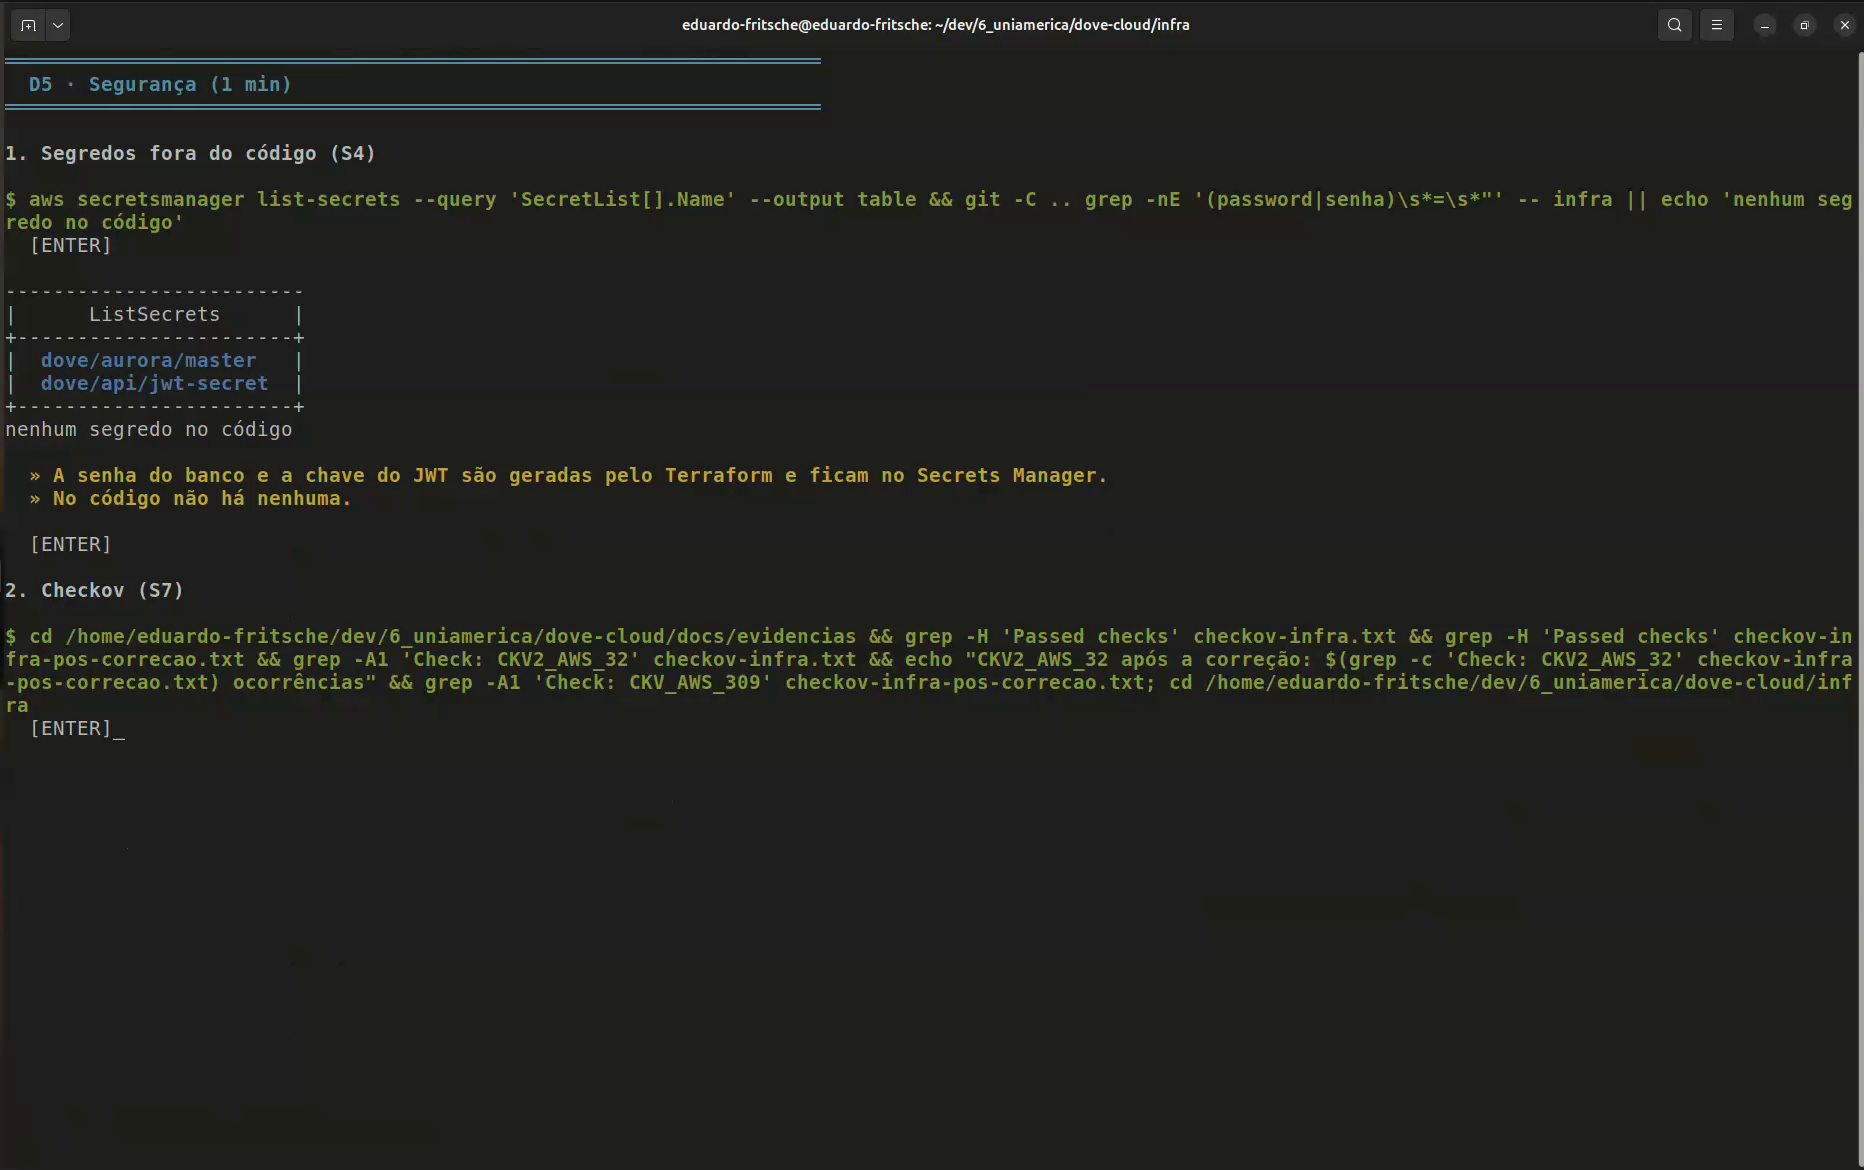 eduardo-fritsche@eduardo-fritsche: ~/dev/6_uniamerica/dove-cloud/infra
D5 · Segurança (1 min)
1. Segredos fora do código (S4)
$ aws secretsmanager list-secrets --query 'SecretList[].Name' --output table && git -C .. grep -nE '(password|senha)\s*=\s*"' -- infra || echo 'nenhum seg
redo no código'
[ENTER]
-------------------------
|      ListSecrets      |
+-----------------------+
|  dove/aurora/master   |
|  dove/api/jwt-secret  |
+-----------------------+
nenhum segredo no código
» A senha do banco e a chave do JWT são geradas pelo Terraform e ficam no Secrets Manager.
» No código não há nenhuma.
[ENTER]
2. Checkov (S7)
$ cd /home/eduardo-fritsche/dev/6_uniamerica/dove-cloud/docs/evidencias && grep -H 'Passed checks' checkov-infra.txt && grep -H 'Passed checks' checkov-in
fra-pos-correcao.txt && grep -A1 'Check: CKV2_AWS_32' checkov-infra.txt && echo "CKV2_AWS_32 após a correção: $(grep -c 'Check: CKV2_AWS_32' checkov-infra
-pos-correcao.txt) ocorrências" && grep -A1 'Check: CKV_AWS_309' checkov-infra-pos-correcao.txt; cd /home/eduardo-fritsche/dev/6_uniamerica/dove-cloud/inf
ra
[ENTER]_